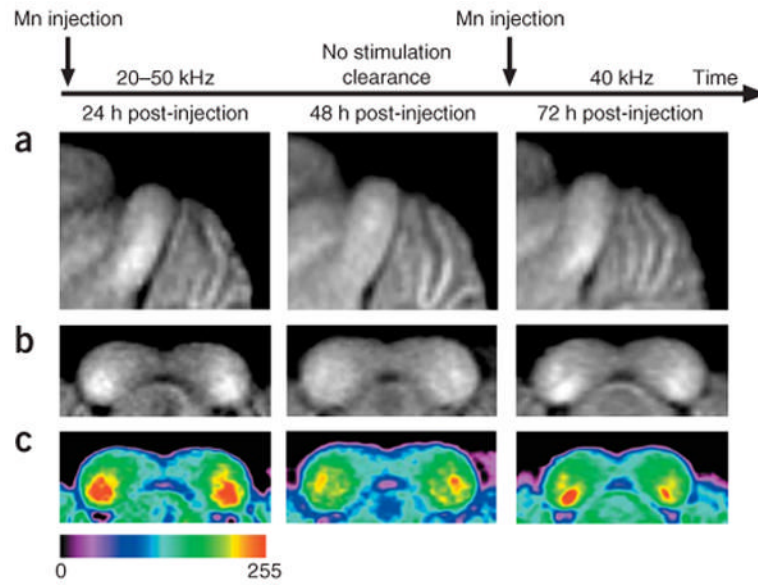 Mn injection
Mn injection
No stimulation
clearance
20–50 kHz
40 kHz
Time
24 h post-injection
48 h post-injection
72 h post-injection
a
b
c
0
255